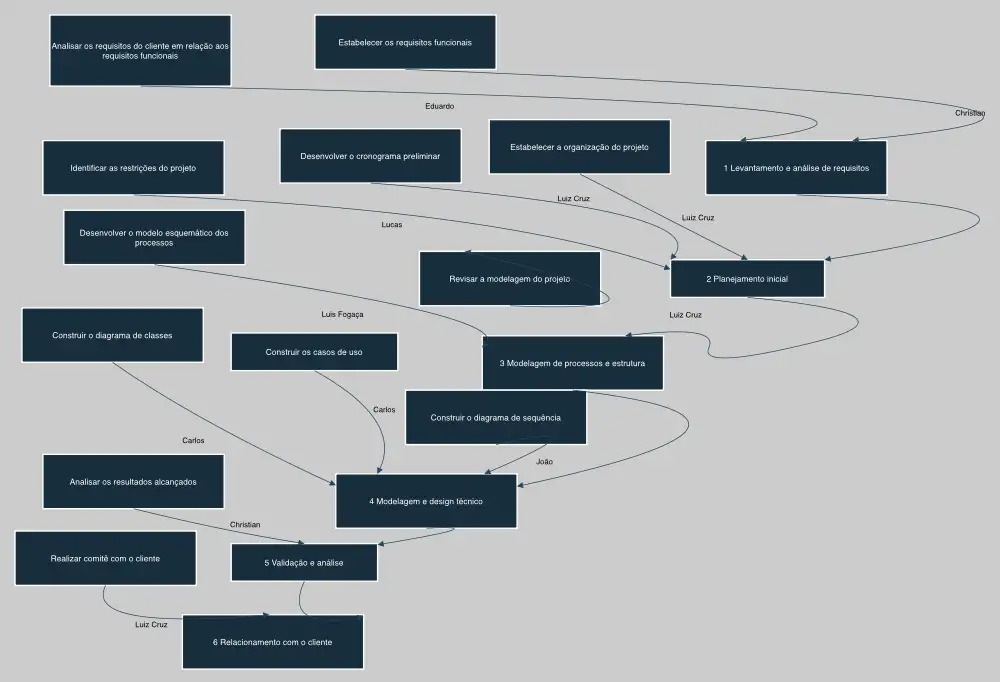 Analisar os requisitos do cliente em relação aos
requisitos funcionais
Estabelecer os requisitos funcionais
Eduardo
Christian
Estabelecer a organização do projeto
Desenvolver o cronograma preliminar
Identificar as restrições do projeto
1 Levantamento e análise de requisitos
Luiz Cruz
Luiz Cruz
Lucas
Desenvolver o modelo esquemático dos
processos
Revisar a modelagem do projeto
2 Planejamento inicial
Luis Fogaça
Luiz Cruz
Construir o diagrama de classes
Construir os casos de uso
3 Modelagem de processos e estrutura
Carlos
Construir o diagrama de sequência
Carlos
João
Analisar os resultados alcançados
4 Modelagem e design técnico
Christian
Realizar comitê com o cliente
5 Validação e análise
Luiz Cruz
6 Relacionamento com o cliente